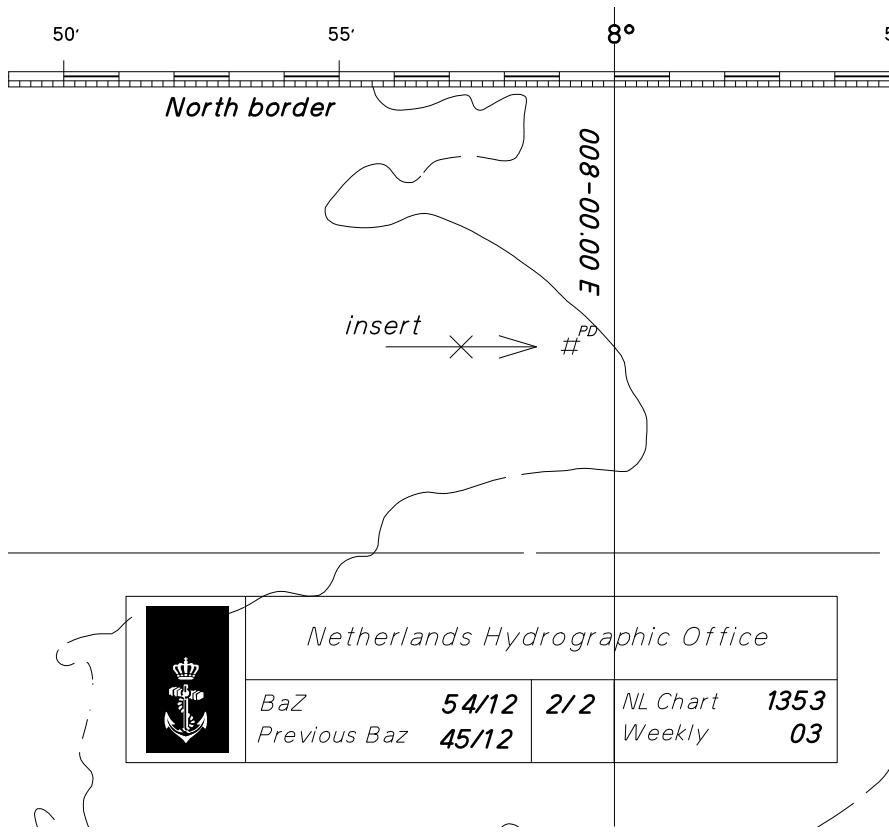 50' 55' 8° 5
North border
008-00.00 E
insert
# PD
Netherlands Hydrographic Office
BaZ 54/12 2/2 NL Chart 1353
Previous Baz 45/12 Weekly 03